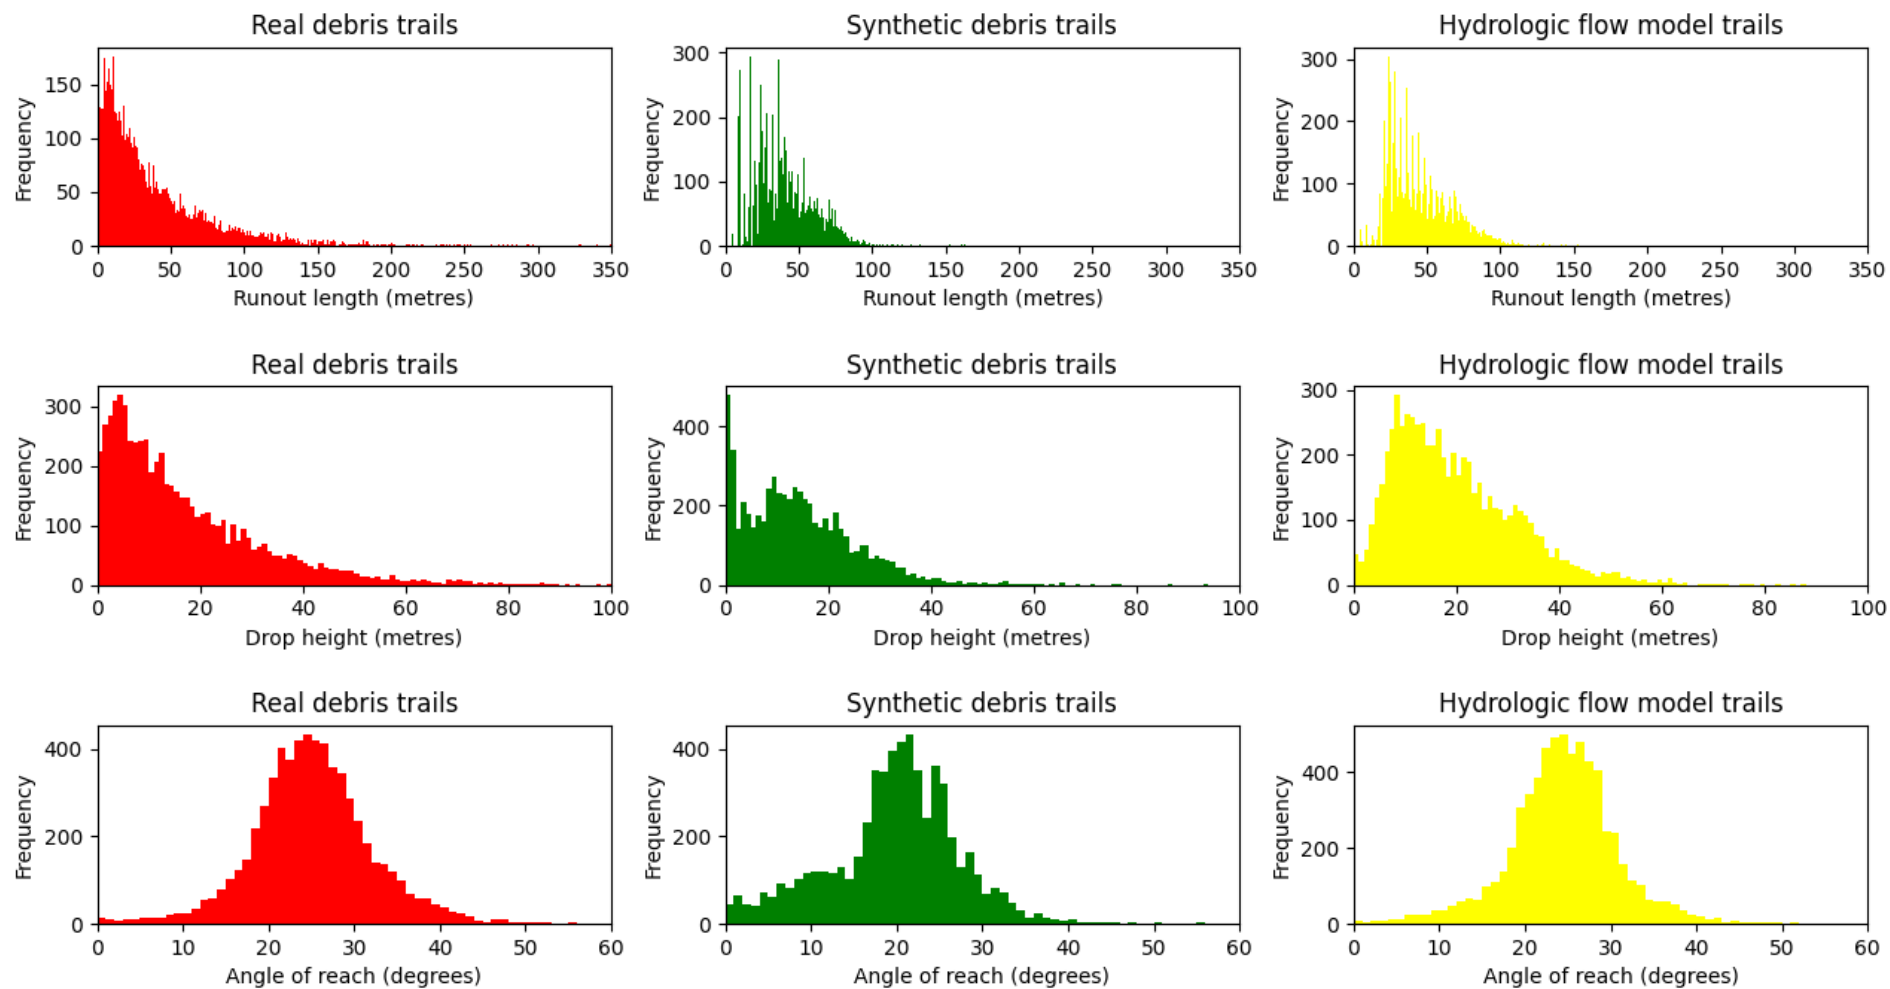 Real debris trails Synthetic debris trails Hydrologic flow model trails
Frequency Frequency Frequency
150 300 300
100 200 200
50 100 100
0 0 0
0 50 100 150 200 250 300 350 0 50 100 150 200 250 300 350 0 50 100 150 200 250 300 350
Runout length (metres) Runout length (metres) Runout length (metres)
Real debris trails Synthetic debris trails Hydrologic flow model trails
Frequency Frequency Frequency
300 400 300
200 200 200
100 0 100
0 0
0 20 40 60 80 100 0 20 40 60 80 100 0 20 40 60 80 100
Drop height (metres) Drop height (metres) Drop height (metres)
Real debris trails Synthetic debris trails Hydrologic flow model trails
Frequency Frequency Frequency
400 400 400
200 200 200
0 0 0
0 10 20 30 40 50 60 0 10 20 30 40 50 60 0 10 20 30 40 50 60
Angle of reach (degrees) Angle of reach (degrees) Angle of reach (degrees)